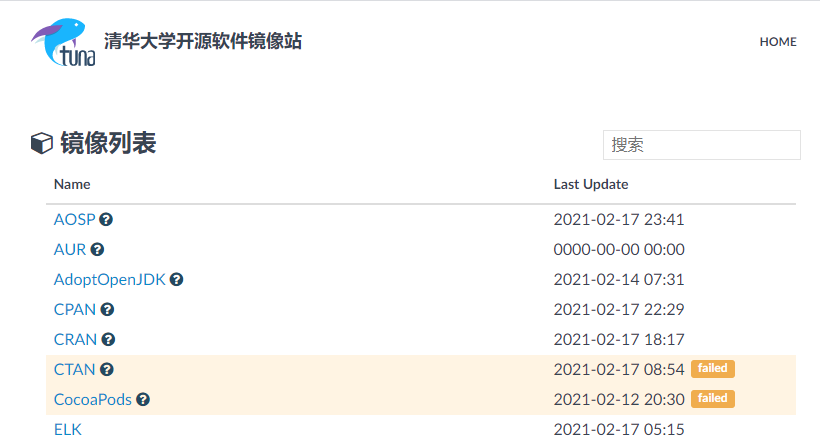 tuna 清华大学开源软件镜像站 HOME
镜像列表 搜索
Name Last Update
AOSP 2021-02-17 23:41
AUR 0000-00-00 00:00
AdoptOpenJDK 2021-02-14 07:31
CPAN 2021-02-17 22:29
CRAN 2021-02-17 18:17
CTAN 2021-02-17 08:54 failed
CocoaPods 2021-02-12 20:30 failed
ELK 2021-02-17 05:15